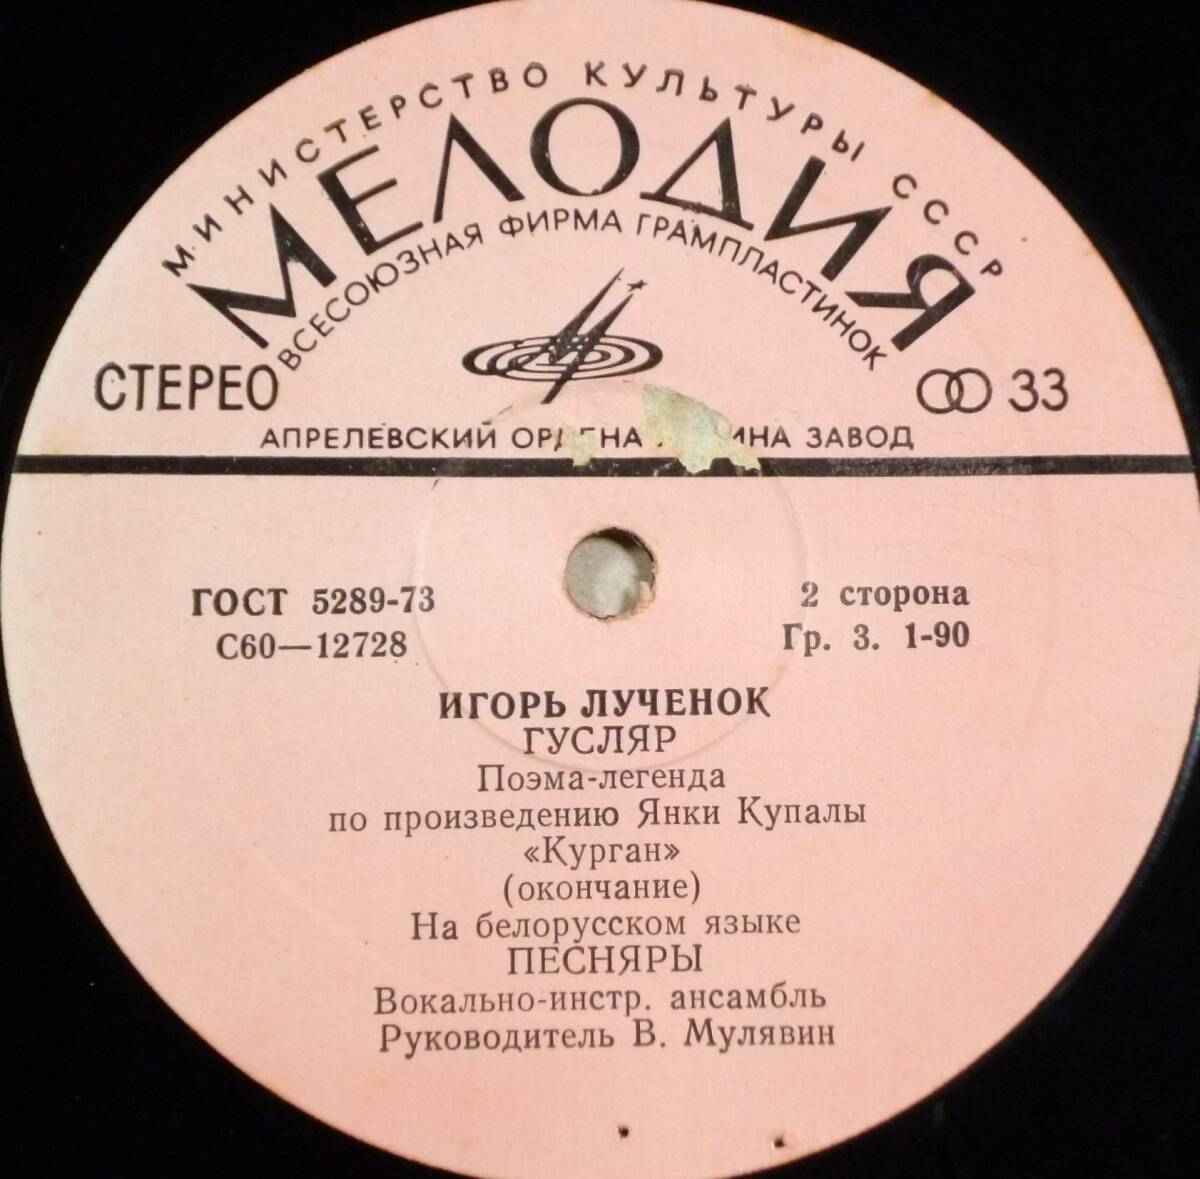 МИНИСТЕРСТВО КУЛЬТУРЫ СССР
МЕЛОДИЯ
ВСЕСОЮЗНАЯ ФИРМА ГРАМПЛАСТИНОК
СТЕРЕО
33
АПРЕЛЕВСКИЙ ЗАВОД
ГОСТ 5289-73
2 сторона
С60—12728
Гр. 3. 1-90
ИГОРЬ ЛУЧЕНОК
ГУСЛЯР
Поэма-легенда
по произведению Янки Купалы
«Курган»
(окончание)
На белорусском языке
ПЕСНЯРЫ
Вокально-инстр. ансамбль
Руководитель В. Мулявин